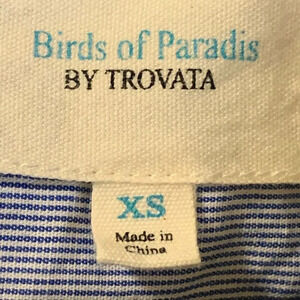 Birds of Paradis
BY TROVATA
XS
Made in
China